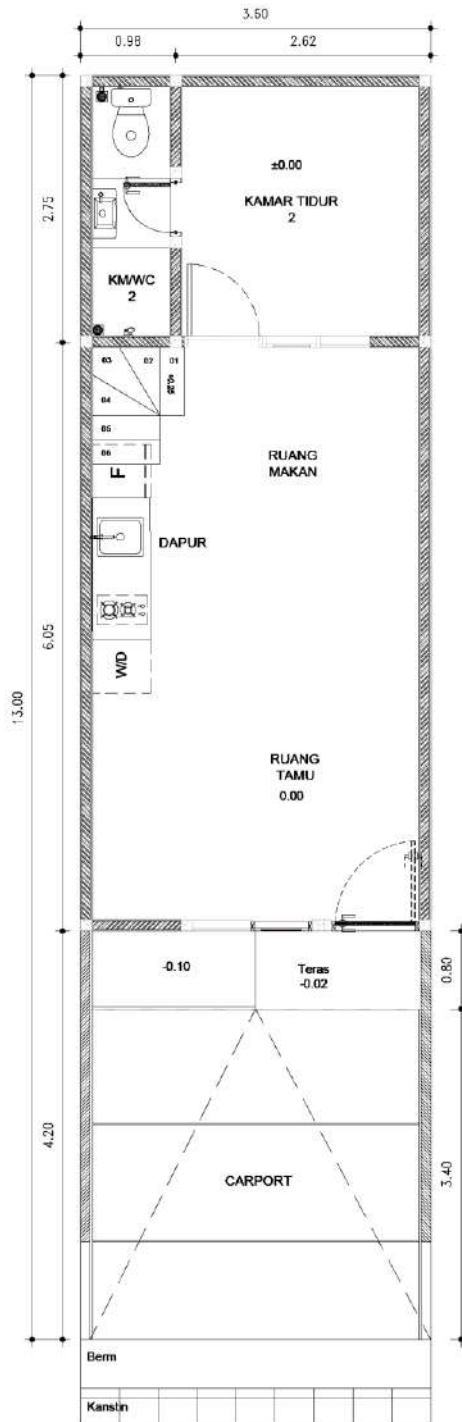 3.60
0.98
2.62
±0.00
KAMAR TIDUR
2
2.75
KM/WC
2
03
02
01
+0.25
04
05
06
F
RUANG
MAKAN
DAPUR
6.05
W/D
13.00
RUANG
TAMU
0.00
-0.10
Teras
-0.02
0.80
4.20
CARPORT
3.40
Berm
Kanstin